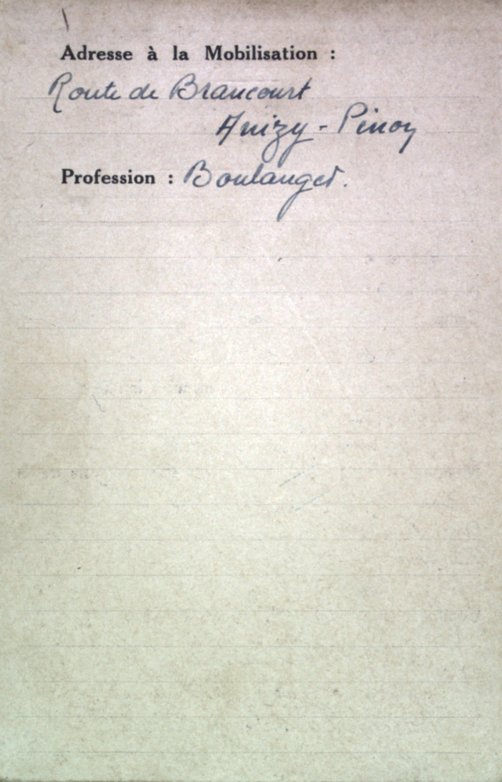 Adresse à la Mobilisation :
Route de Brancourt
Anizy - Pinon
Profession : Boulanger.